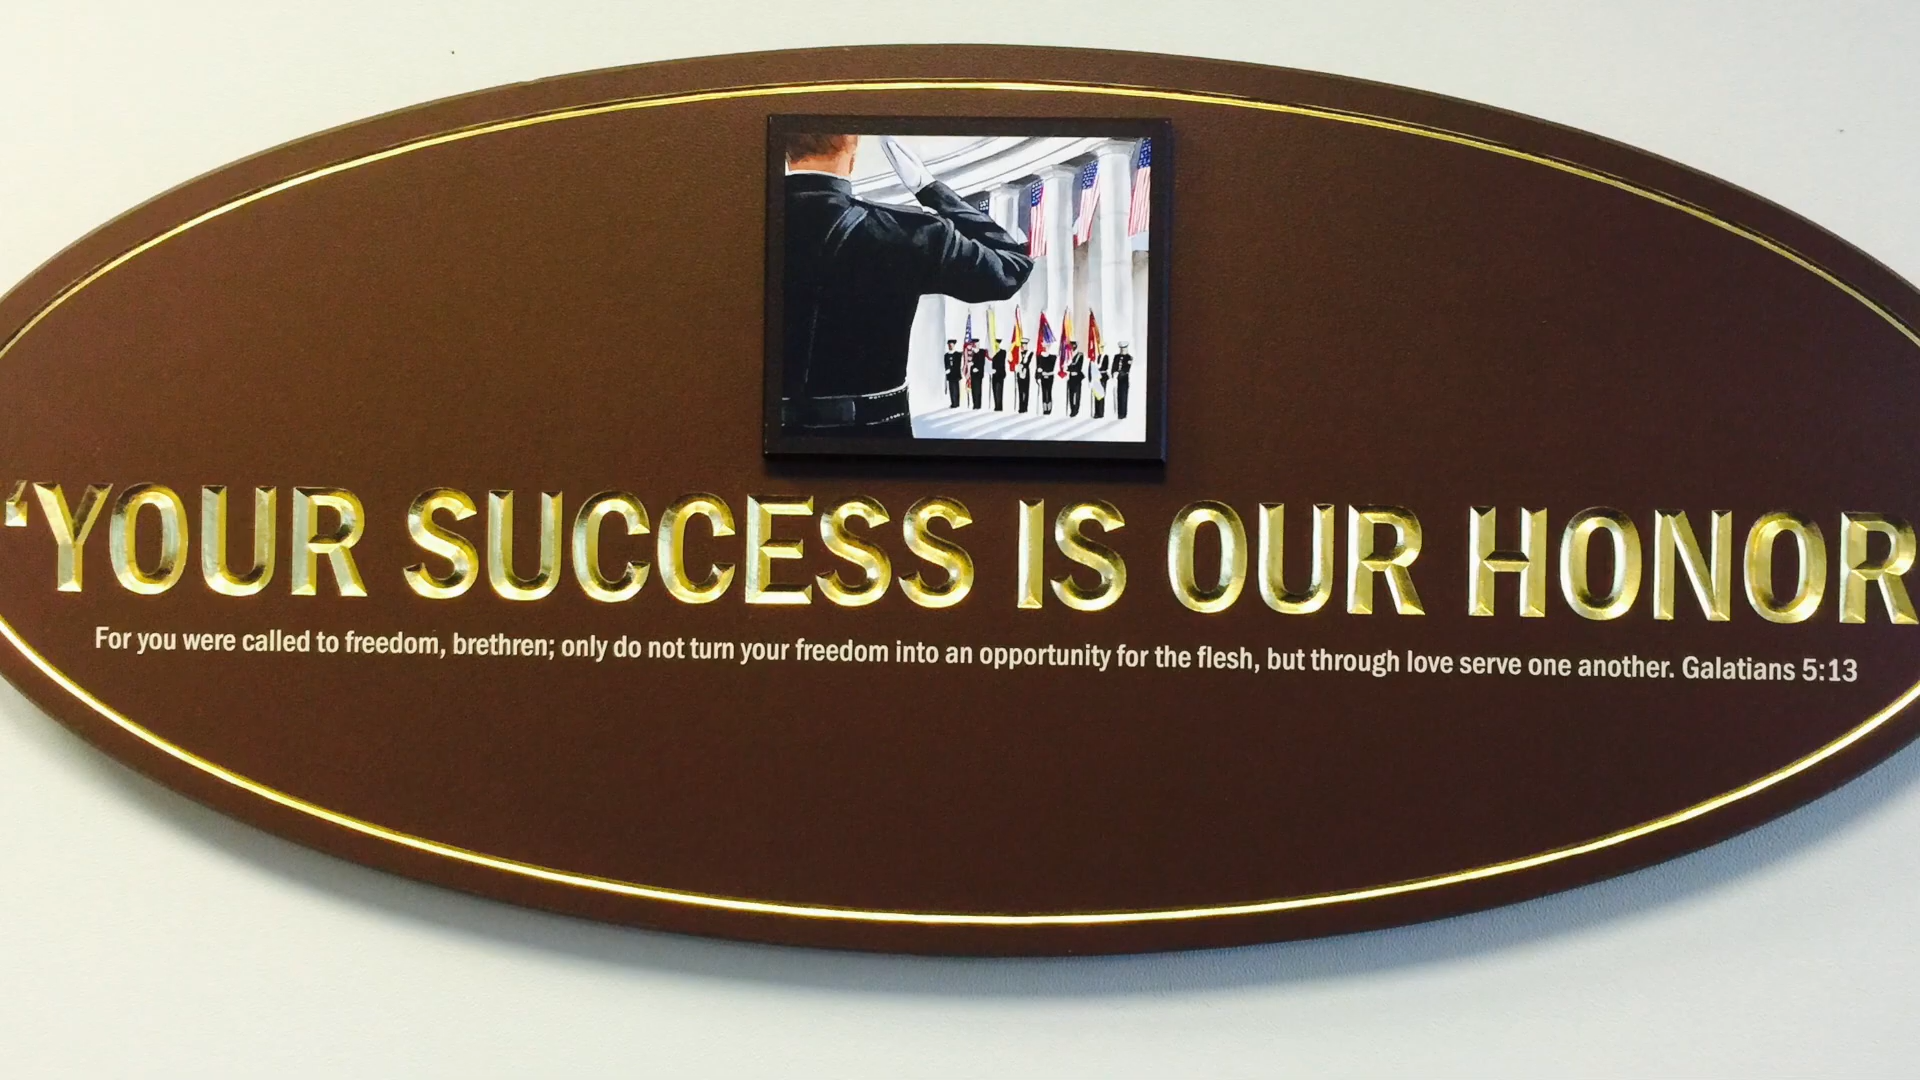 ‘YOUR SUCCESS IS OUR HONOR
For you were called to freedom, brethren; only do not turn your freedom into an opportunity for the flesh, but through love serve one another. Galatians 5:13